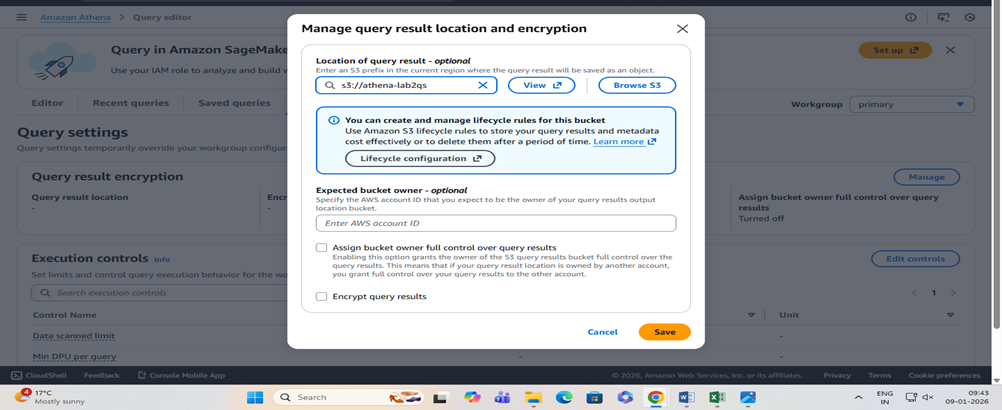 Amazon Athena > Query editor
Query in Amazon SageMake
Use your IAM role to analyze and build w
Set up
Editor
Recent queries
Saved queries
Workgroup
primary
Query settings
Query settings temporarily override your workgroup configur
Query result encryption
Manage
Query result location
-
Encr
-
Assign bucket owner full control over query
results
Turned off
Execution controls Info
Edit controls
Set limits and control query execution behavior for the wo
Search execution controls
1
Control Name
Unit
Data scanned limit
-
Min DPU per query
-
-
Manage query result location and encryption
Location of query result - optional
Enter an S3 prefix in the current region where the query result will be saved as an object.
s3://athena-lab2qs
View
Browse S3
You can create and manage lifecycle rules for this bucket
Use Amazon S3 lifecycle rules to store your query results and metadata
cost effectively or to delete them after a period of time. Learn more
Lifecycle configuration
Expected bucket owner - optional
Specify the AWS account ID that you expect to be the owner of your query results output
location bucket.
Enter AWS account ID
Assign bucket owner full control over query results
Enabling this option grants the owner of the S3 query results bucket full control over the
query results. This means that if your query result location is owned by another account,
you grant full control over your query results to the other account.
Encrypt query results
Cancel
Save
CloudShell
Feedback
Console Mobile App
© 2026, Amazon Web Services, Inc. or its affiliates.
Privacy
Terms
Cookie preferences
4
17°C
Mostly sunny
Search
ENG
IN
09:43
09-01-2026